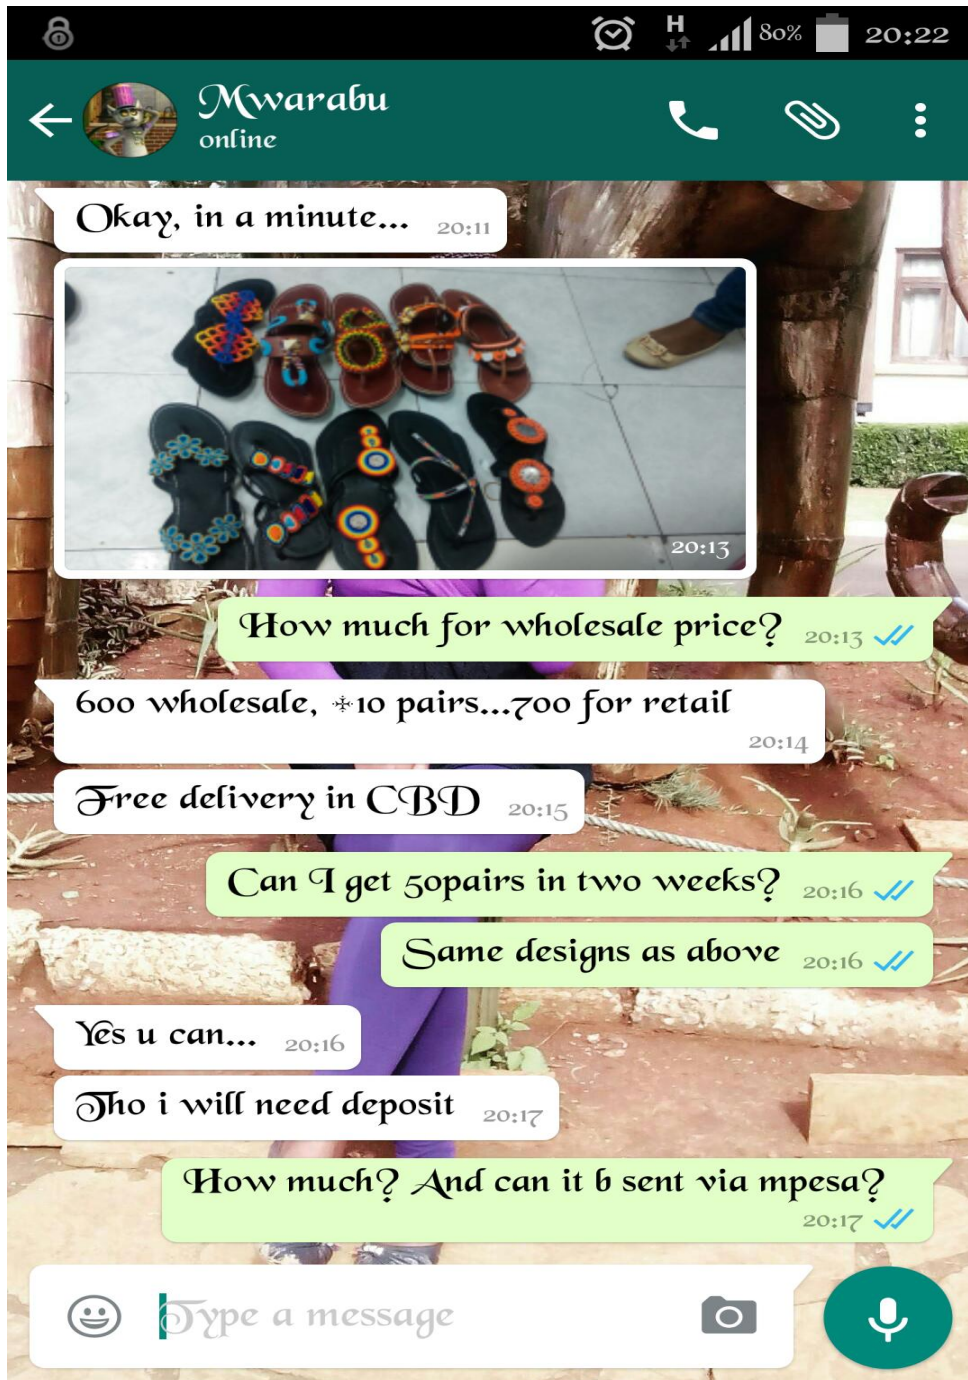 H 80% 20:22
Mwarabu
online
Okay, in a minute... 20:11
20:13
How much for wholesale price? 20:13
600 wholesale, +10 pairs...700 for retail
20:14
Free delivery in CBD 20:15
Can I get 50pairs in two weeks? 20:16
Same designs as above 20:16
Yes u can... 20:16
Tho i will need deposit 20:17
How much? And can it b sent via mpesa?
20:17
Type a message